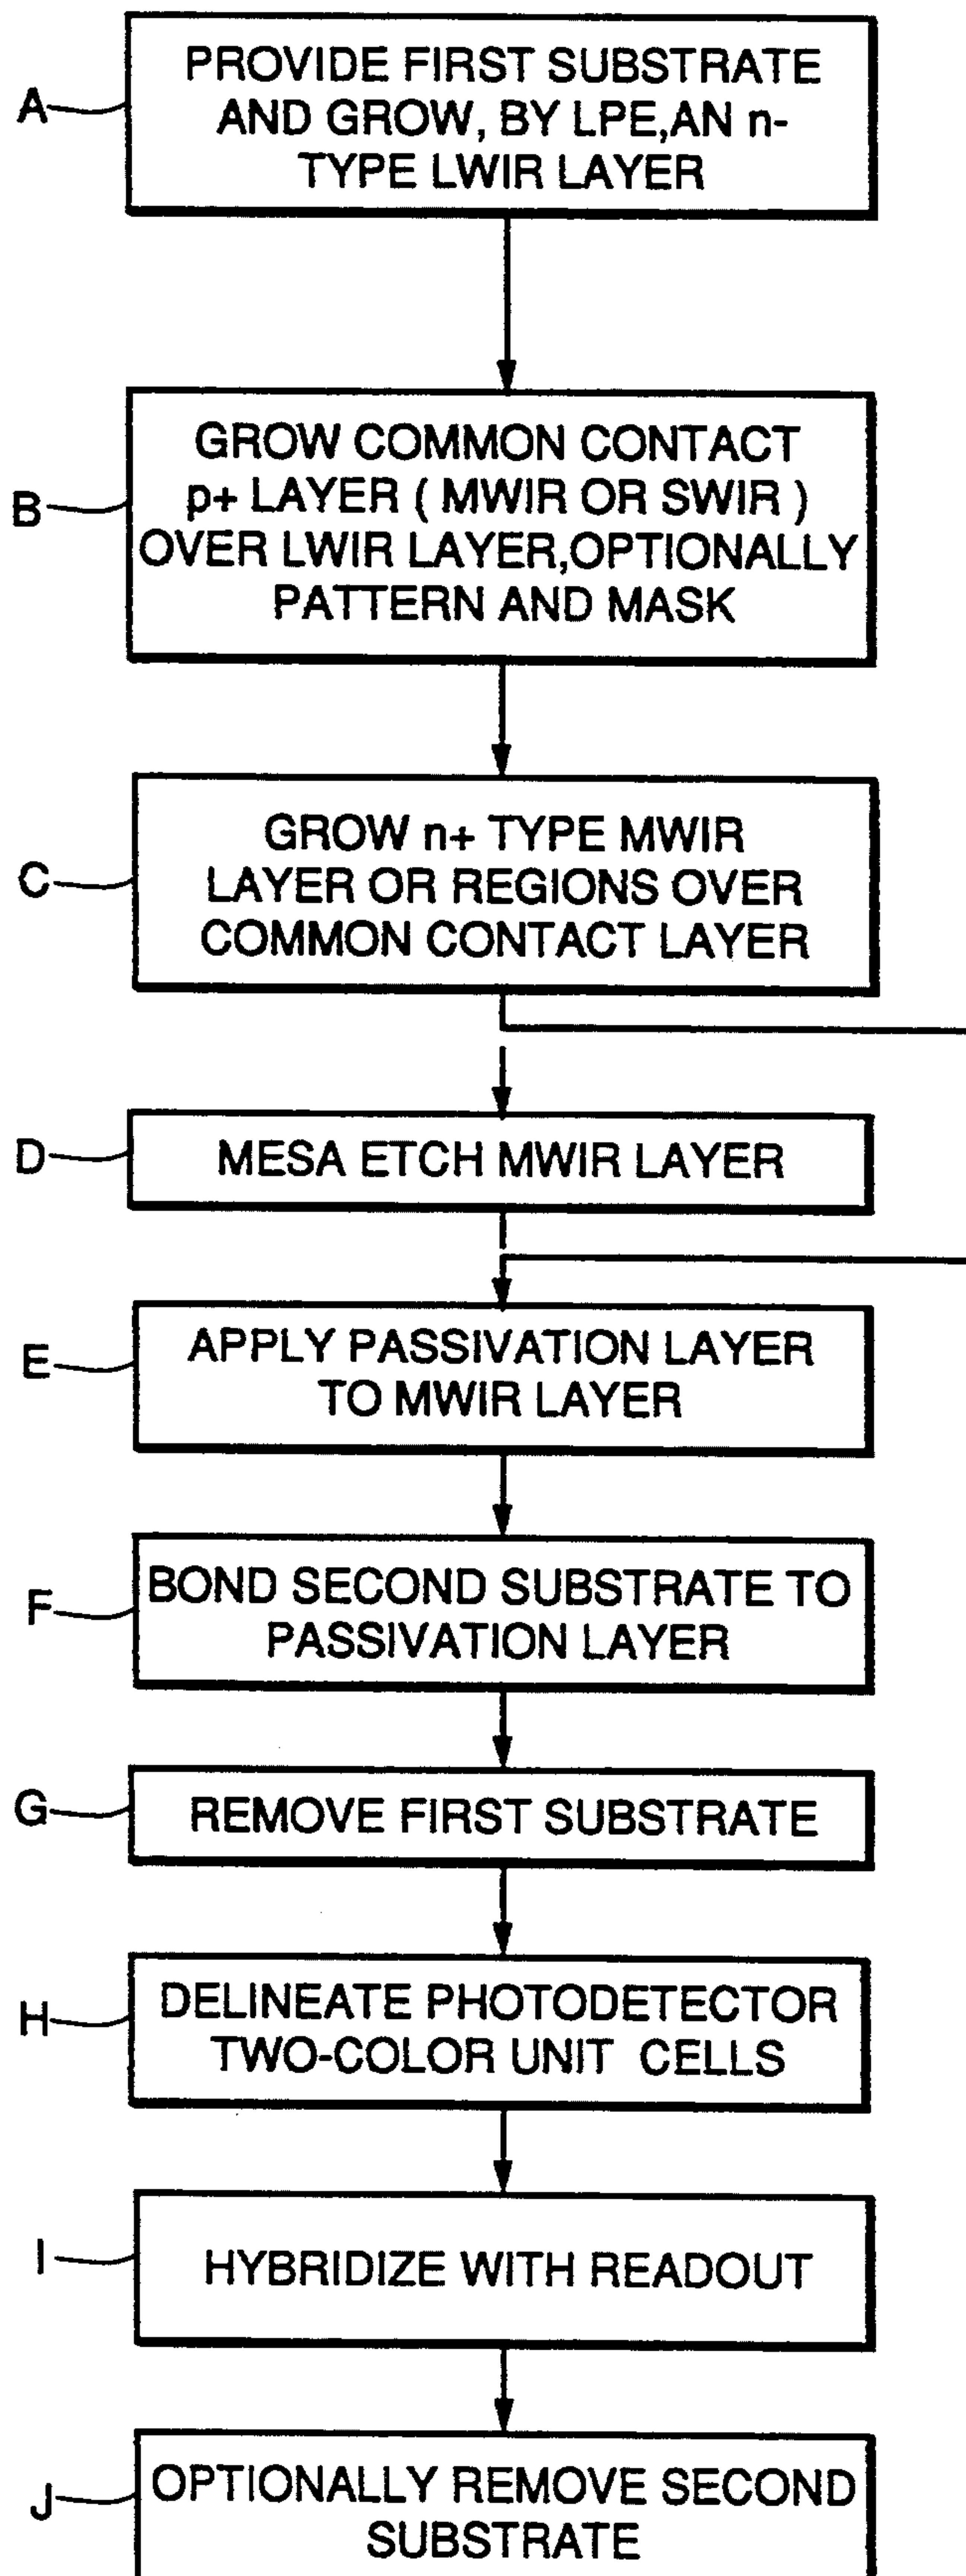 A
PROVIDE FIRST SUBSTRATE
AND GROW, BY LPE,AN n-
TYPE LWIR LAYER
B
GROW COMMON CONTACT
p+ LAYER ( MWIR OR SWIR )
OVER LWIR LAYER,OPTIONALLY
PATTERN AND MASK
C
GROW n+ TYPE MWIR
LAYER OR REGIONS OVER
COMMON CONTACT LAYER
D
MESA ETCH MWIR LAYER
E
APPLY PASSIVATION LAYER
TO MWIR LAYER
F
BOND SECOND SUBSTRATE TO
PASSIVATION LAYER
G
REMOVE FIRST SUBSTRATE
H
DELINEATE PHOTODETECTOR
TWO-COLOR UNIT CELLS
I
HYBRIDIZE WITH READOUT
J
OPTIONALLY REMOVE SECOND
SUBSTRATE